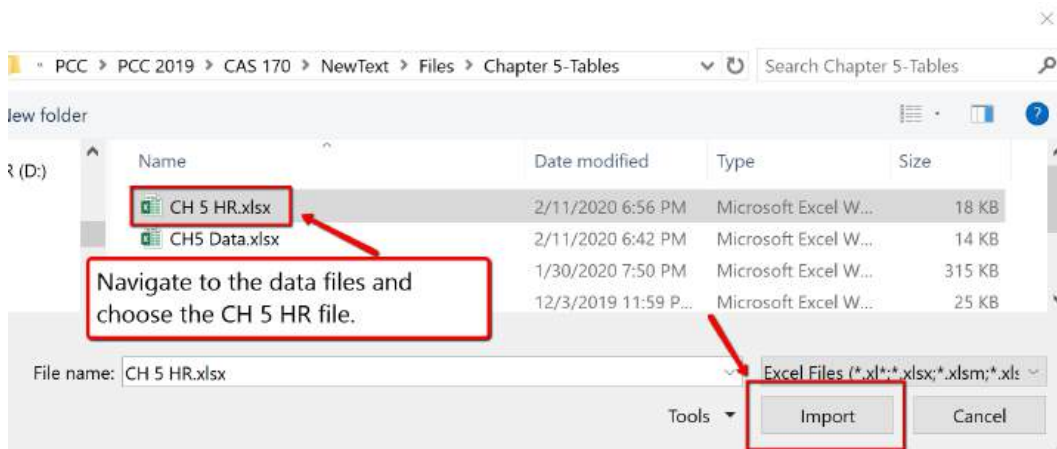 PCC > PCC 2019 > CAS 170 > NewText > Files > Chapter 5-Tables Search Chapter 5-Tables
New folder
R (D:) Name Date modified Type Size
CH 5 HR.xlsx 2/11/2020 6:56 PM Microsoft Excel W... 18 KB
CH5 Data.xlsx 2/11/2020 6:42 PM Microsoft Excel W... 14 KB
1/30/2020 7:50 PM Microsoft Excel W... 315 KB
12/3/2019 11:59 P... Microsoft Excel W... 25 KB
Navigate to the data files and
choose the CH 5 HR file.
File name: CH 5 HR.xlsx Excel Files (*.xl*;*.xlsx;*.xlsm;*.xls
Tools Import Cancel